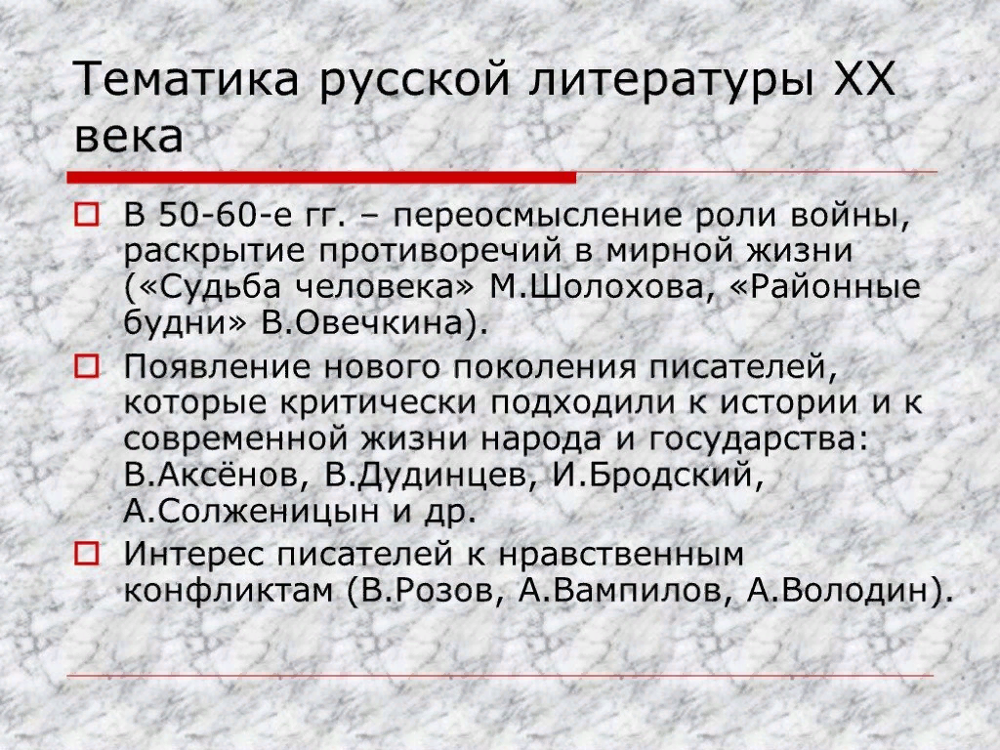 Тематика русской литературы XX
века
В 50-60-е гг. – переосмысление роли войны,
раскрытие противоречий в мирной жизни
(«Судьба человека» М.Шолохова, «Районные
будни» В.Овечкина).
Появление нового поколения писателей,
которые критически подходили к истории и к
современной жизни народа и государства:
В.Аксёнов, В.Дудинцев, И.Бродский,
А.Солженицын и др.
Интерес писателей к нравственным
конфликтам (В.Розов, А.Вампилов, А.Володин).